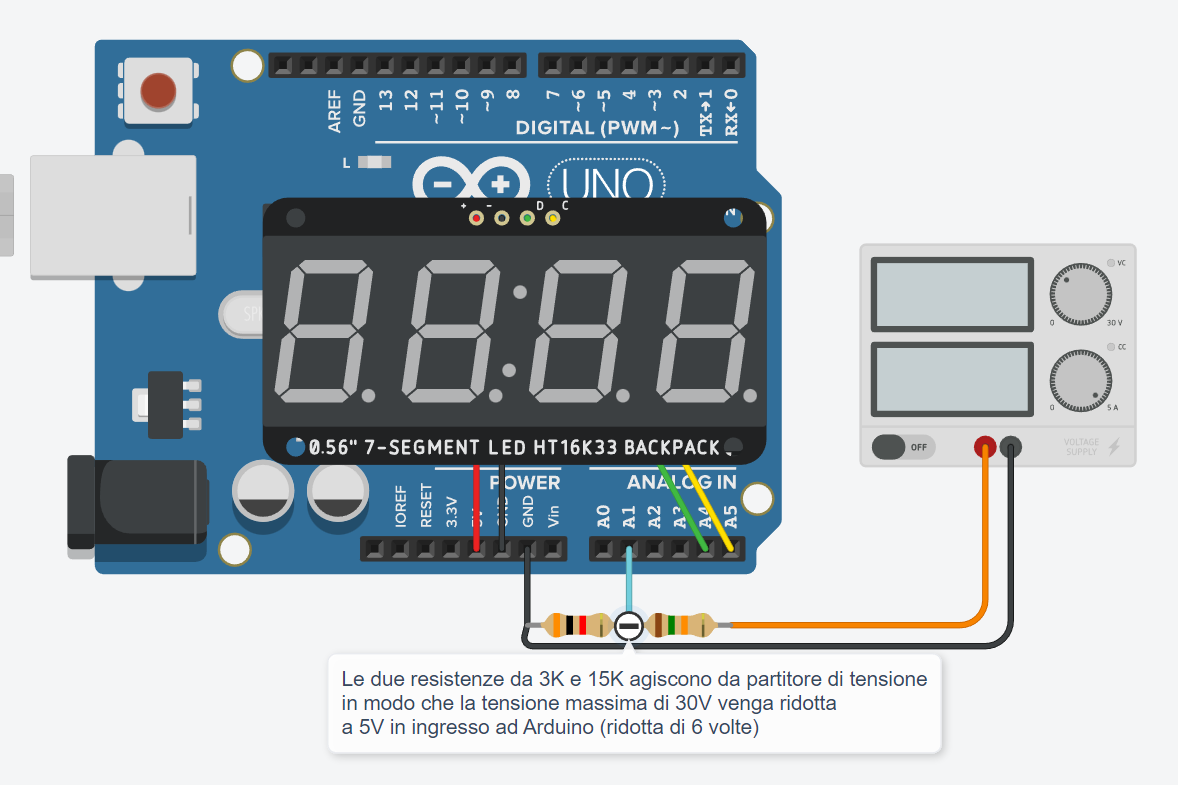 AREF
GND
13
12
~11
~10
~9
8
7
~6
~5
4
~3
2
TX→1
RX←0
DIGITAL (PWM~)
L
UNO
+
-
D
C
N
0.56" 7-SEGMENT LED HT16K33 BACKPACK
POWER
ANALOG IN
IOREF
RESET
3.3V
5V
GND
GND
Vin
A0
A1
A2
A3
A4
A5
VC
0
30 V
CC
0
5 A
OFF
VOLTAGE
SUPPLY
Le due resistenze da 3K e 15K agiscono da partitore di tensione
in modo che la tensione massima di 30V venga ridotta
a 5V in ingresso ad Arduino (ridotta di 6 volte)